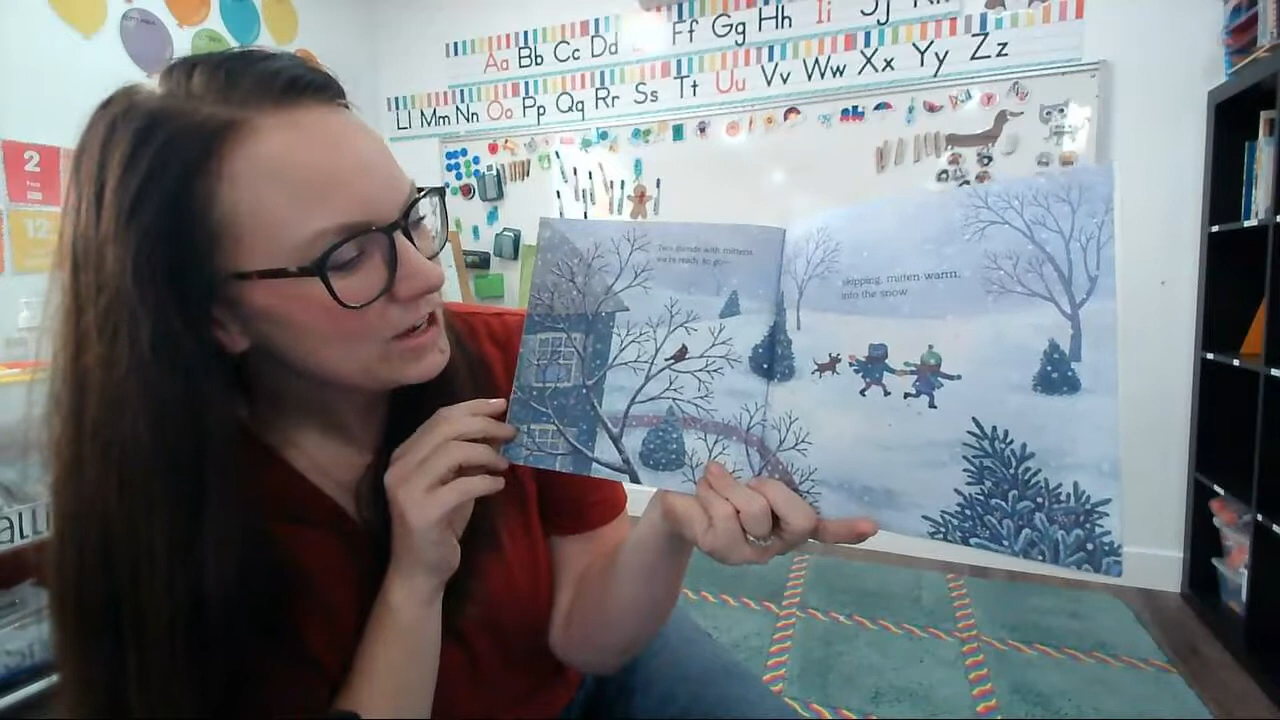 Aa Bb Cc Dd Ff Gg Hh Ii Jj
Ll Mm Nn Oo Pp Qq Rr Ss Tt Uu Vv Ww Xx Yy Zz
2
12
Two friends with mittens
we're ready to go—
skipping, mitten-warm,
into the snow